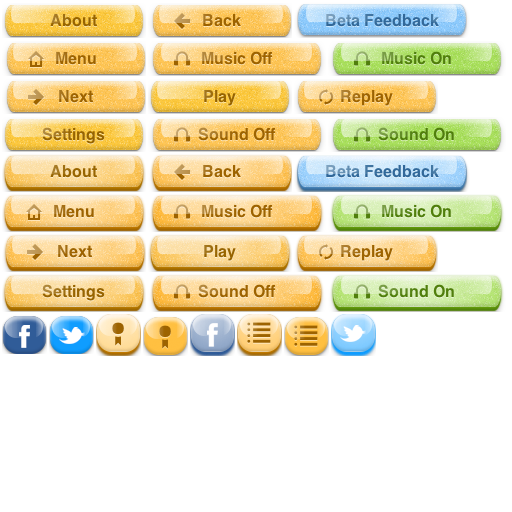 About Back Beta Feedback
Menu Music Off Music On
Next Play Replay
Settings Sound Off Sound On
About Back Beta Feedback
Menu Music Off Music On
Next Play Replay
Settings Sound Off Sound On
f f